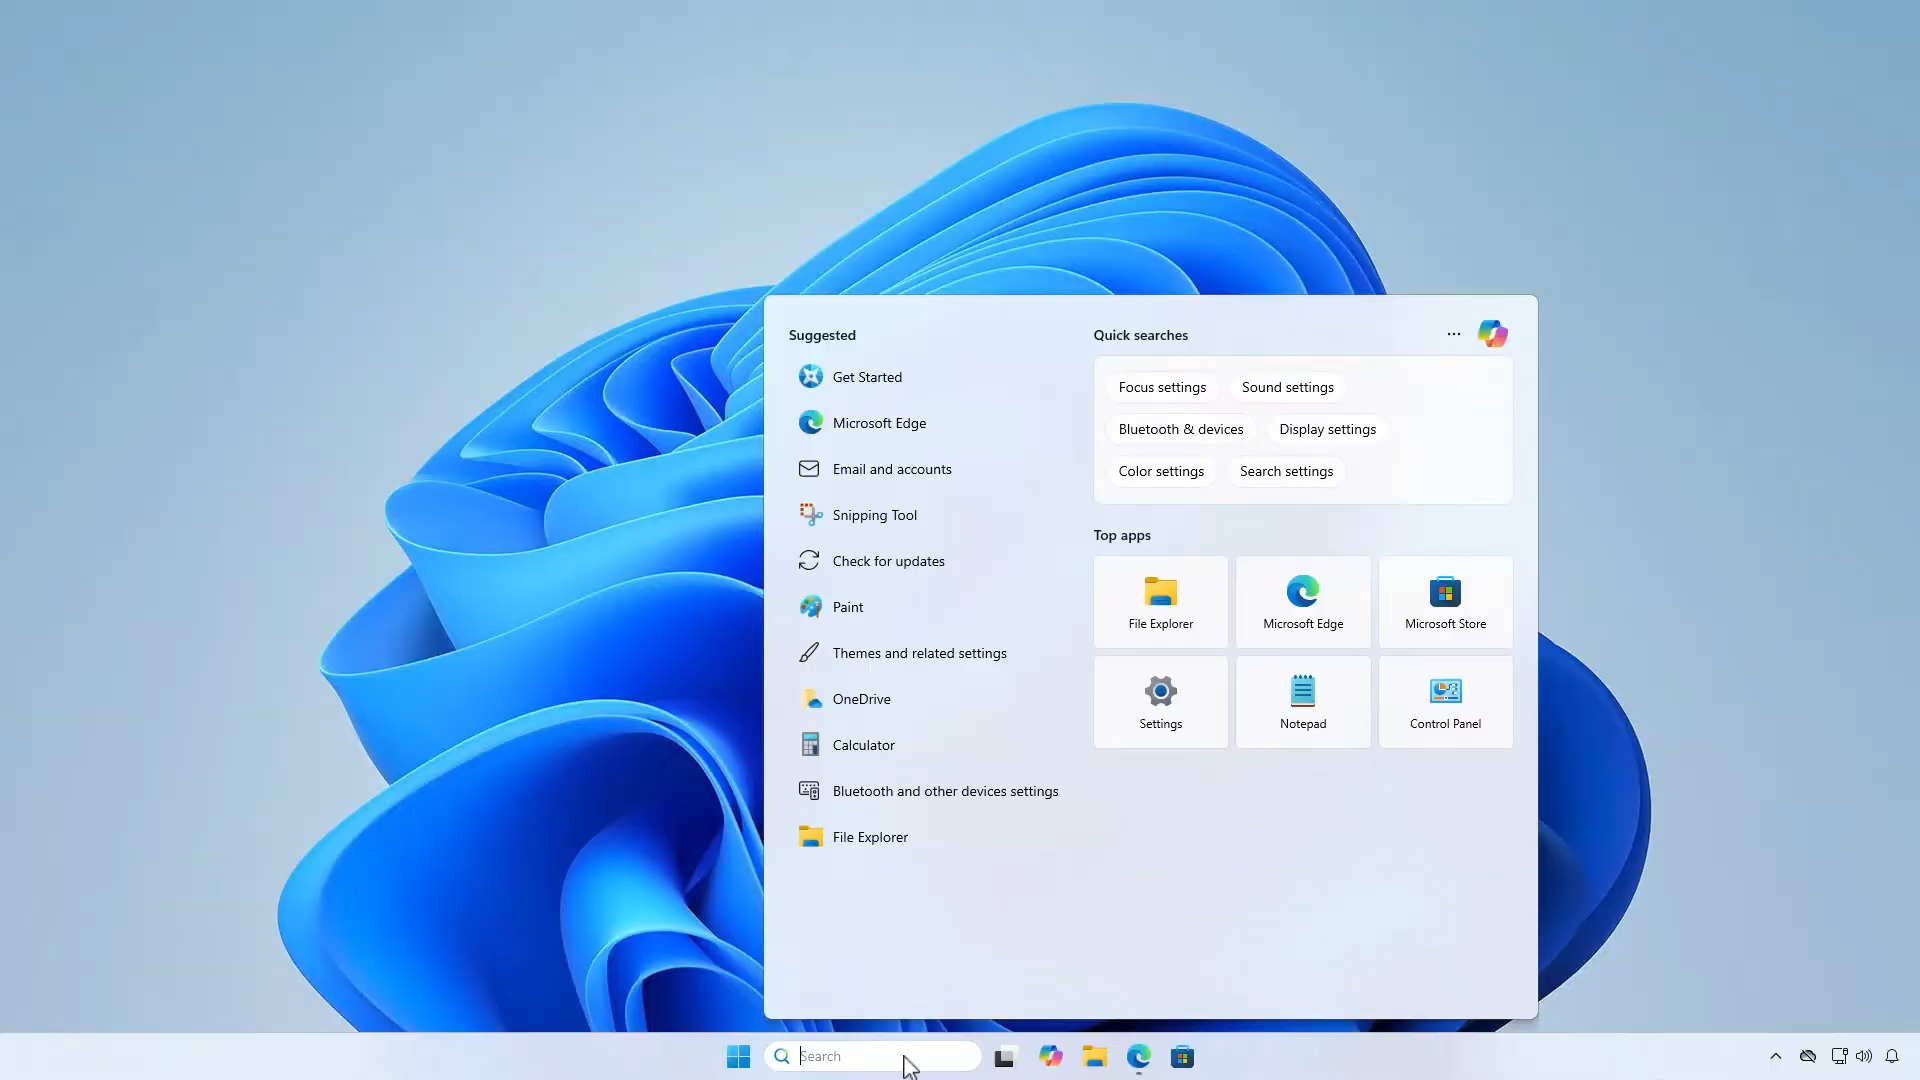 Suggested
Get Started
Microsoft Edge
Email and accounts
Snipping Tool
Check for updates
Paint
Themes and related settings
OneDrive
Calculator
Bluetooth and other devices settings
File Explorer
Quick searches
Focus settings
Sound settings
Bluetooth & devices
Display settings
Color settings
Search settings
Top apps
File Explorer
Microsoft Edge
Microsoft Store
Settings
Notepad
Control Panel
Search